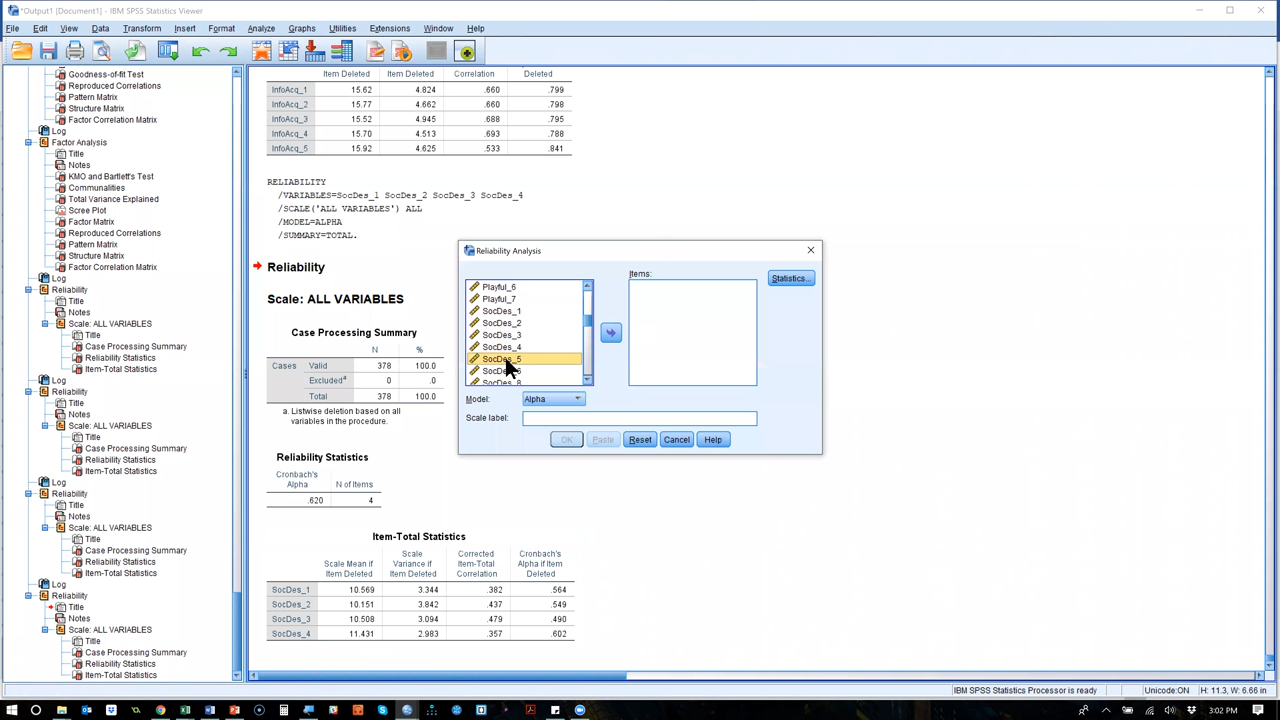 *Output1 [Document1] - IBM SPSS Statistics Viewer
File Edit View Data Transform Insert Format Analyze Graphs Utilities Extensions Window Help
Goodness-of-fit Test
Reproduced Correlations
Pattern Matrix
Structure Matrix
Factor Correlation Matrix
Log
Factor Analysis
Title
Notes
KMO and Bartlett's Test
Communalities
Total Variance Explained
Scree Plot
Factor Matrix
Reproduced Correlations
Pattern Matrix
Structure Matrix
Factor Correlation Matrix
Log
Reliability
Title
Notes
Scale: ALL VARIABLES
Title
Case Processing Summary
Reliability Statistics
Item-Total Statistics
Log
Reliability
Title
Notes
Scale: ALL VARIABLES
Title
Case Processing Summary
Reliability Statistics
Item-Total Statistics
Log
Reliability
Title
Notes
Scale: ALL VARIABLES
Title
Case Processing Summary
Reliability Statistics
Item-Total Statistics
Log
Reliability
Title
Notes
Scale: ALL VARIABLES
Title
Case Processing Summary
Reliability Statistics
Item-Total Statistics
Item Deleted Item Deleted Correlation Deleted
InfoAcq_1 15.62 4.824 .660 .799
InfoAcq_2 15.77 4.662 .660 .798
InfoAcq_3 15.52 4.945 .688 .795
InfoAcq_4 15.70 4.513 .693 .788
InfoAcq_5 15.92 4.625 .533 .841
RELIABILITY
/VARIABLES=SocDes_1 SocDes_2 SocDes_3 SocDes_4
/SCALE('ALL VARIABLES') ALL
/MODEL=ALPHA
/SUMMARY=TOTAL.
Reliability
Scale: ALL VARIABLES
Case Processing Summary
N %
Cases Valid 378 100.0
Excludedª 0 .0
Total 378 100.0
a. Listwise deletion based on all
variables in the procedure.
Reliability Statistics
Cronbach's
Alpha N of Items
.620 4
Item-Total Statistics
Scale Mean if Item Deleted
Scale Variance if Item Deleted
Corrected Item-Total Correlation
Cronbach's Alpha if Item Deleted
SocDes_1 10.569 3.344 .382 .564
SocDes_2 10.151 3.842 .437 .549
SocDes_3 10.508 3.094 .479 .490
SocDes_4 11.431 2.983 .357 .602
Reliability Analysis
Items:
Statistics...
Playful_6
Playful_7
SocDes_1
SocDes_2
SocDes_3
SocDes_4
SocDes_5
SocDes_8
Model: Alpha
Scale label:
OK Paste Reset Cancel Help
IBM SPSS Statistics Processor is ready
Unicode:ON H: 11.3, W: 6.66 in
3:02 PM